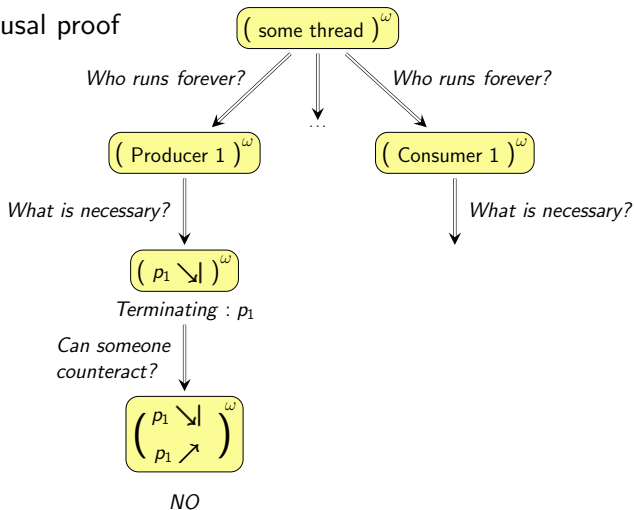 usal proof
( some thread )^ω
Who runs forever? Who runs forever?
...
( Producer 1 )^ω ( Consumer 1 )^ω
What is necessary? What is necessary?
( p₁ ↘| )^ω
Terminating : p₁
Can someone
counteract?
( p₁ ↘|
p₁ ↗ )^ω
NO